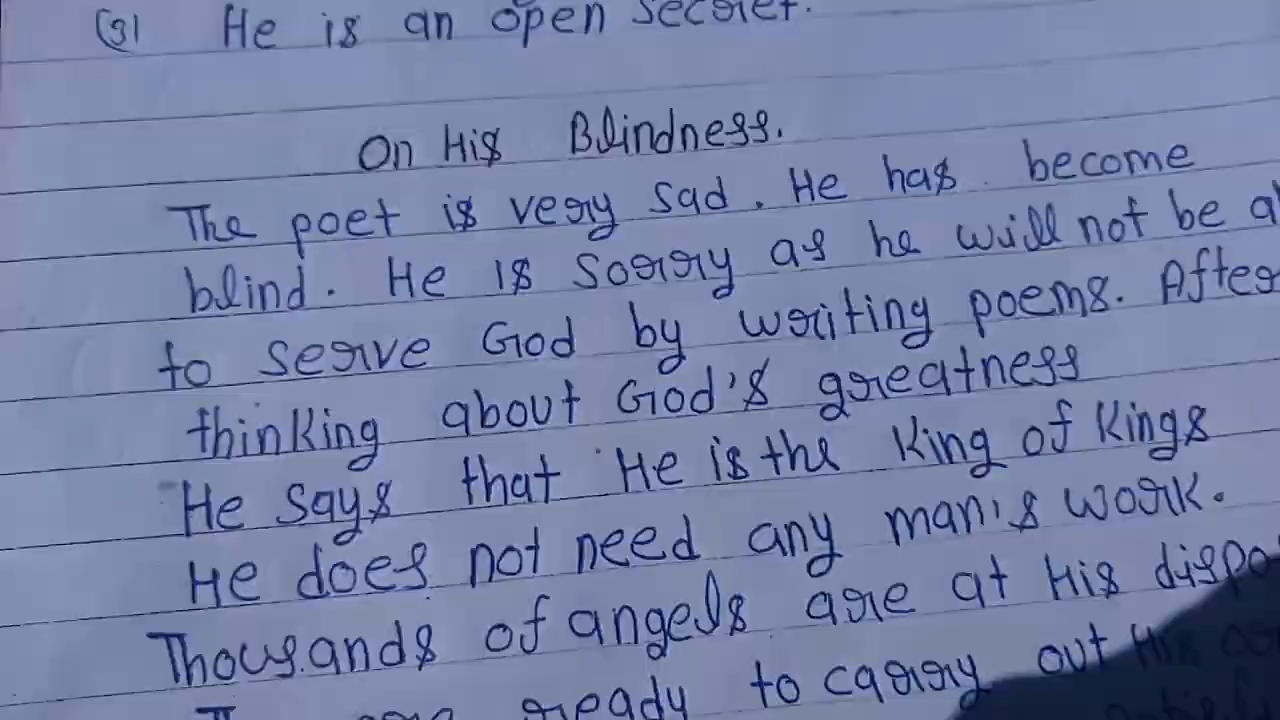 (3) He is an open secret.
On His Blindness.
The poet is very sad. He has become
blind. He is sorry as he will not be
to serve God by writing poems. After
thinking about God's greatness
He says that He is the King of Kings
He does not need any man's work.
Thousands of angels are at His
ready to carry out His